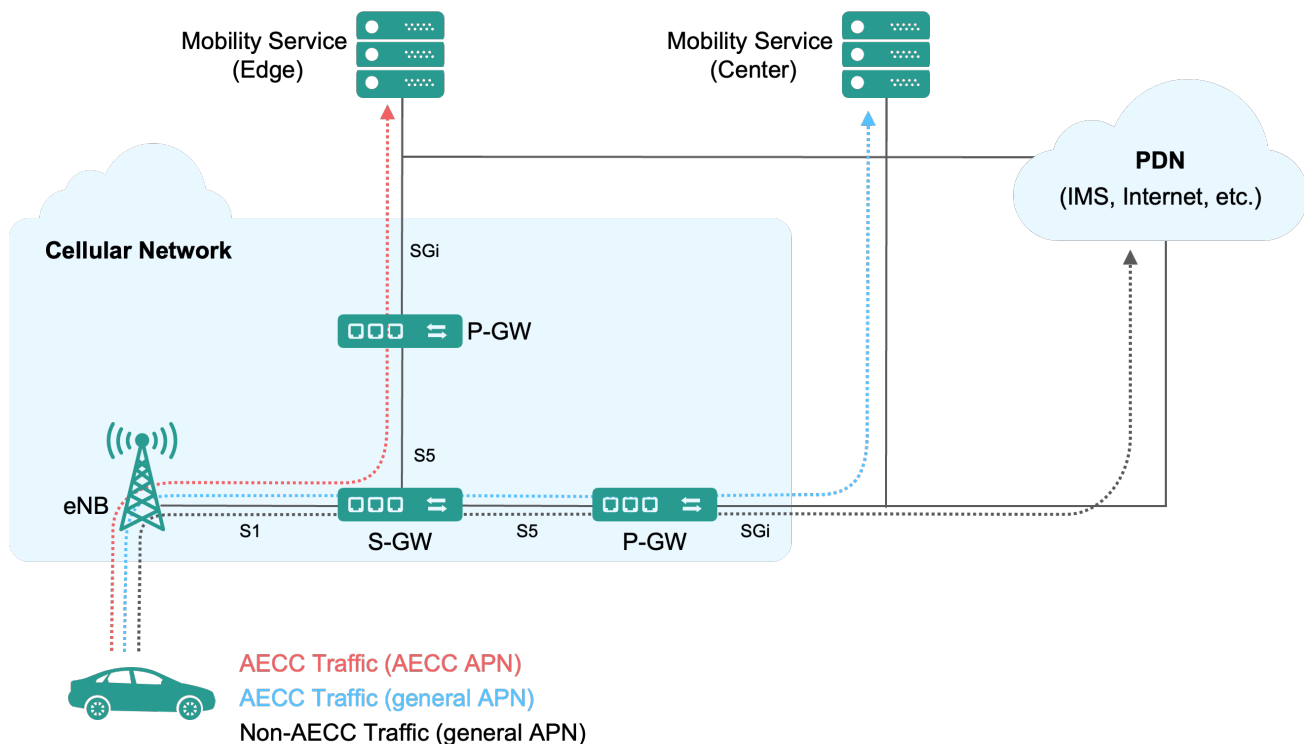 Mobility Service
(Edge)
Mobility Service
(Center)
PDN
(IMS, Internet, etc.)
Cellular Network
SGi
P-GW
S5
eNB
S1
S-GW
S5
P-GW
SGi
AECC Traffic (AECC APN)
AECC Traffic (general APN)
Non-AECC Traffic (general APN)